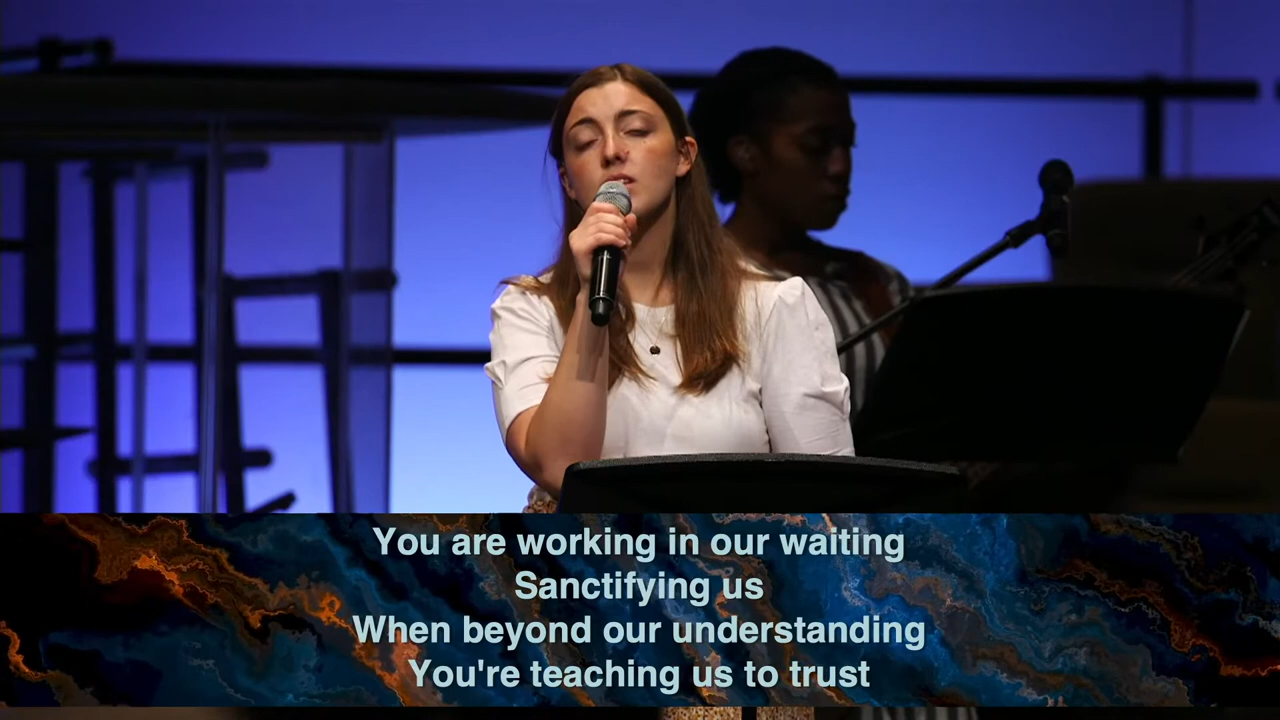 You are working in our waiting
Sanctifying us
When beyond our understanding
You're teaching us to trust